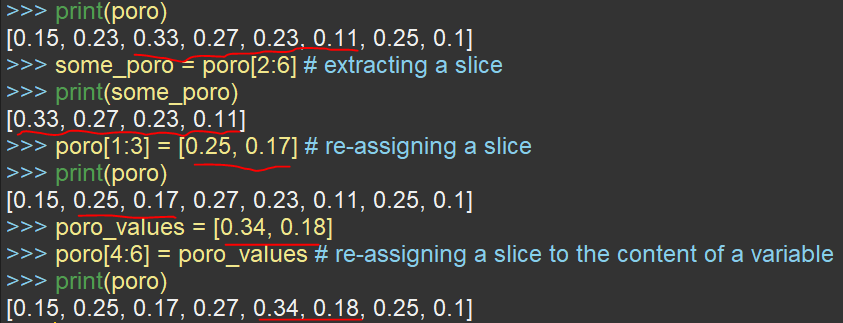 >>> print(poro)
[0.15, 0.23, 0.33, 0.27, 0.23, 0.11, 0.25, 0.1]
>>> some_poro = poro[2:6] # extracting a slice
>>> print(some_poro)
[0.33, 0.27, 0.23, 0.11]
>>> poro[1:3] = [0.25, 0.17] # re-assigning a slice
>>> print(poro)
[0.15, 0.25, 0.17, 0.27, 0.23, 0.11, 0.25, 0.1]
>>> poro_values = [0.34, 0.18]
>>> poro[4:6] = poro_values # re-assigning a slice to the content of a variable
>>> print(poro)
[0.15, 0.25, 0.17, 0.27, 0.34, 0.18, 0.25, 0.1]